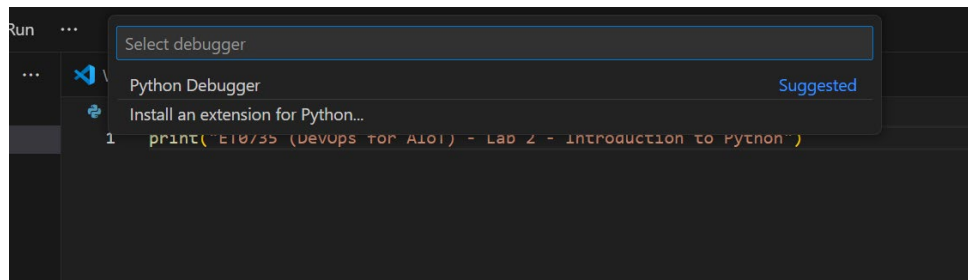 Run ...
Select debugger
...
Python Debugger Suggested
Install an extension for Python...
1 print("ET0735 (DevOps for AIoT) - Lab 2 - Introduction to Python")